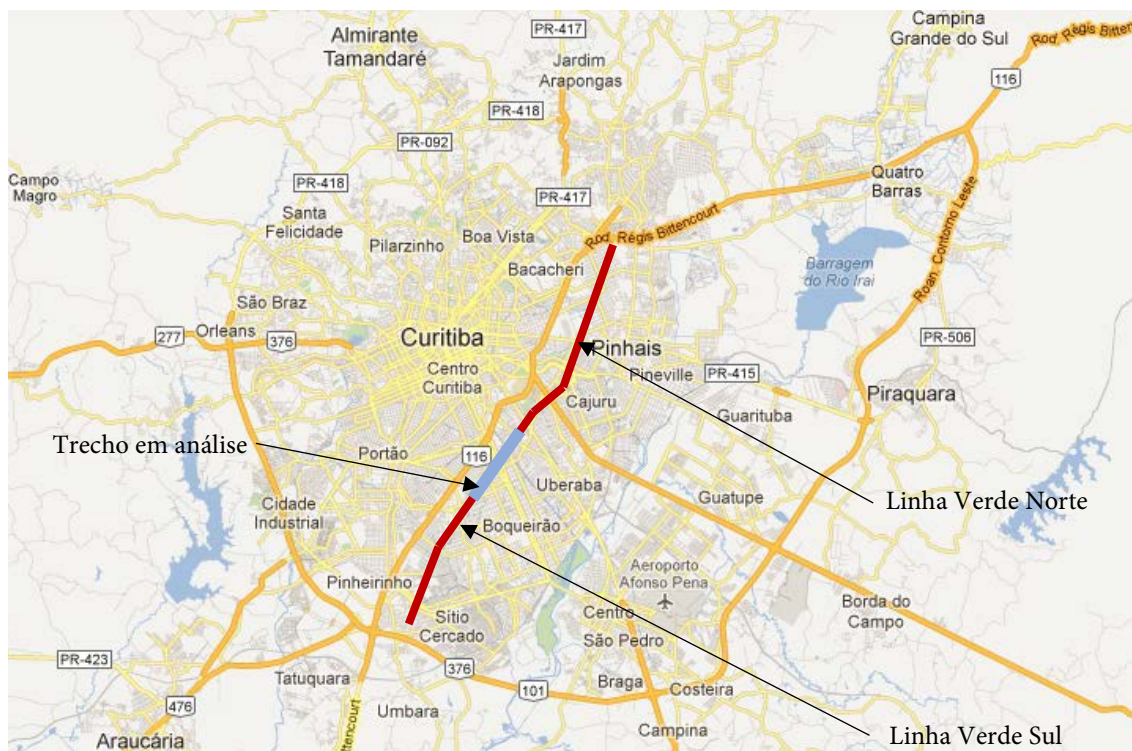 Campina
Grande do Sul
Almirante
Tamandaré
PR-417
Rod. Régis Bittencourt
Jardim
Arapongas
116
PR-418
PR-092
Quatro
Barras
Campo
Magro
PR-418
PR-417
Santa
Felicidade
Pilarzinho
Boa Vista
Rod. Régis Bittencourt
Bacacheri
Barragem
do Rio Iraí
Roan. Contorno Leste
São Braz
Orleans
277
376
Curitiba
Pinhais
PR-506
Centro
Curitiba
Pineville
PR-415
Piraquara
Cajuru
Guarituba
Trecho em análise
Portão
116
Uberaba
Guatupe
Linha Verde Norte
Cidade
Industrial
Boqueirão
Aeroporto
Afonso Pena
Pinheirinho
Sítio
Cercado
Centro
Borda do
Campo
São Pedro
PR-423
Tatuquara
376
101
Braga
Costeira
476
Umbara
Campina
Linha Verde Sul
Araucária
ittencourt